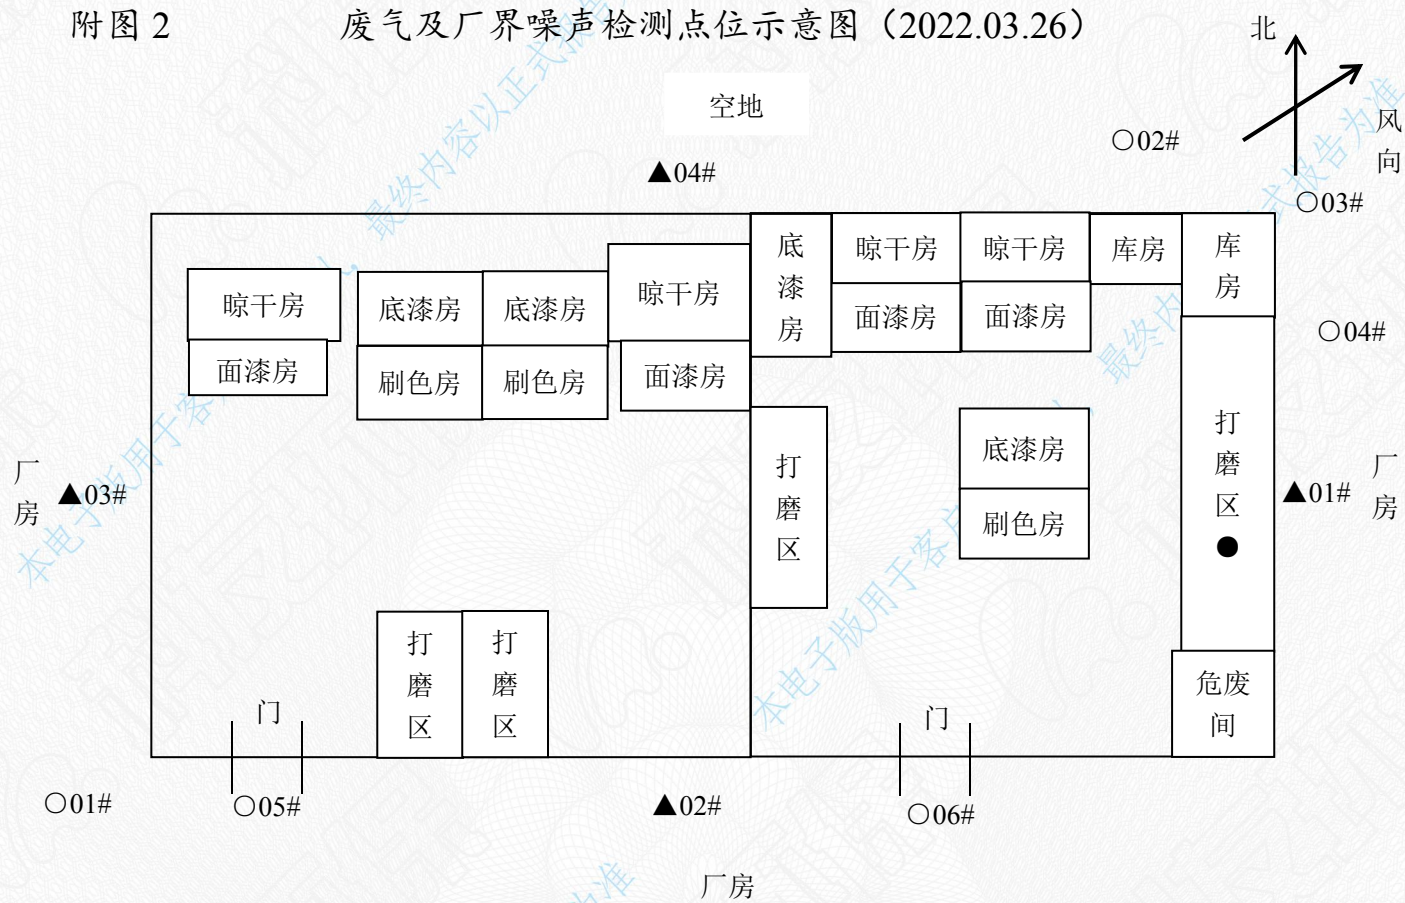 附图 2 废气及厂界噪声检测点位示意图（2022.03.26）
北
风向
空地
○02#
▲04#
○03#
底漆房
晾干房
晾干房
库房
库房
晾干房
底漆房
底漆房
晾干房
面漆房
面漆房
○04#
面漆房
刷色房
刷色房
面漆房
打磨区
底漆房
打磨区
厂房
▲03#
▲01#
厂房
刷色房
●
打磨区
打磨区
危废间
门
门
○01#
○05#
▲02#
○06#
厂房